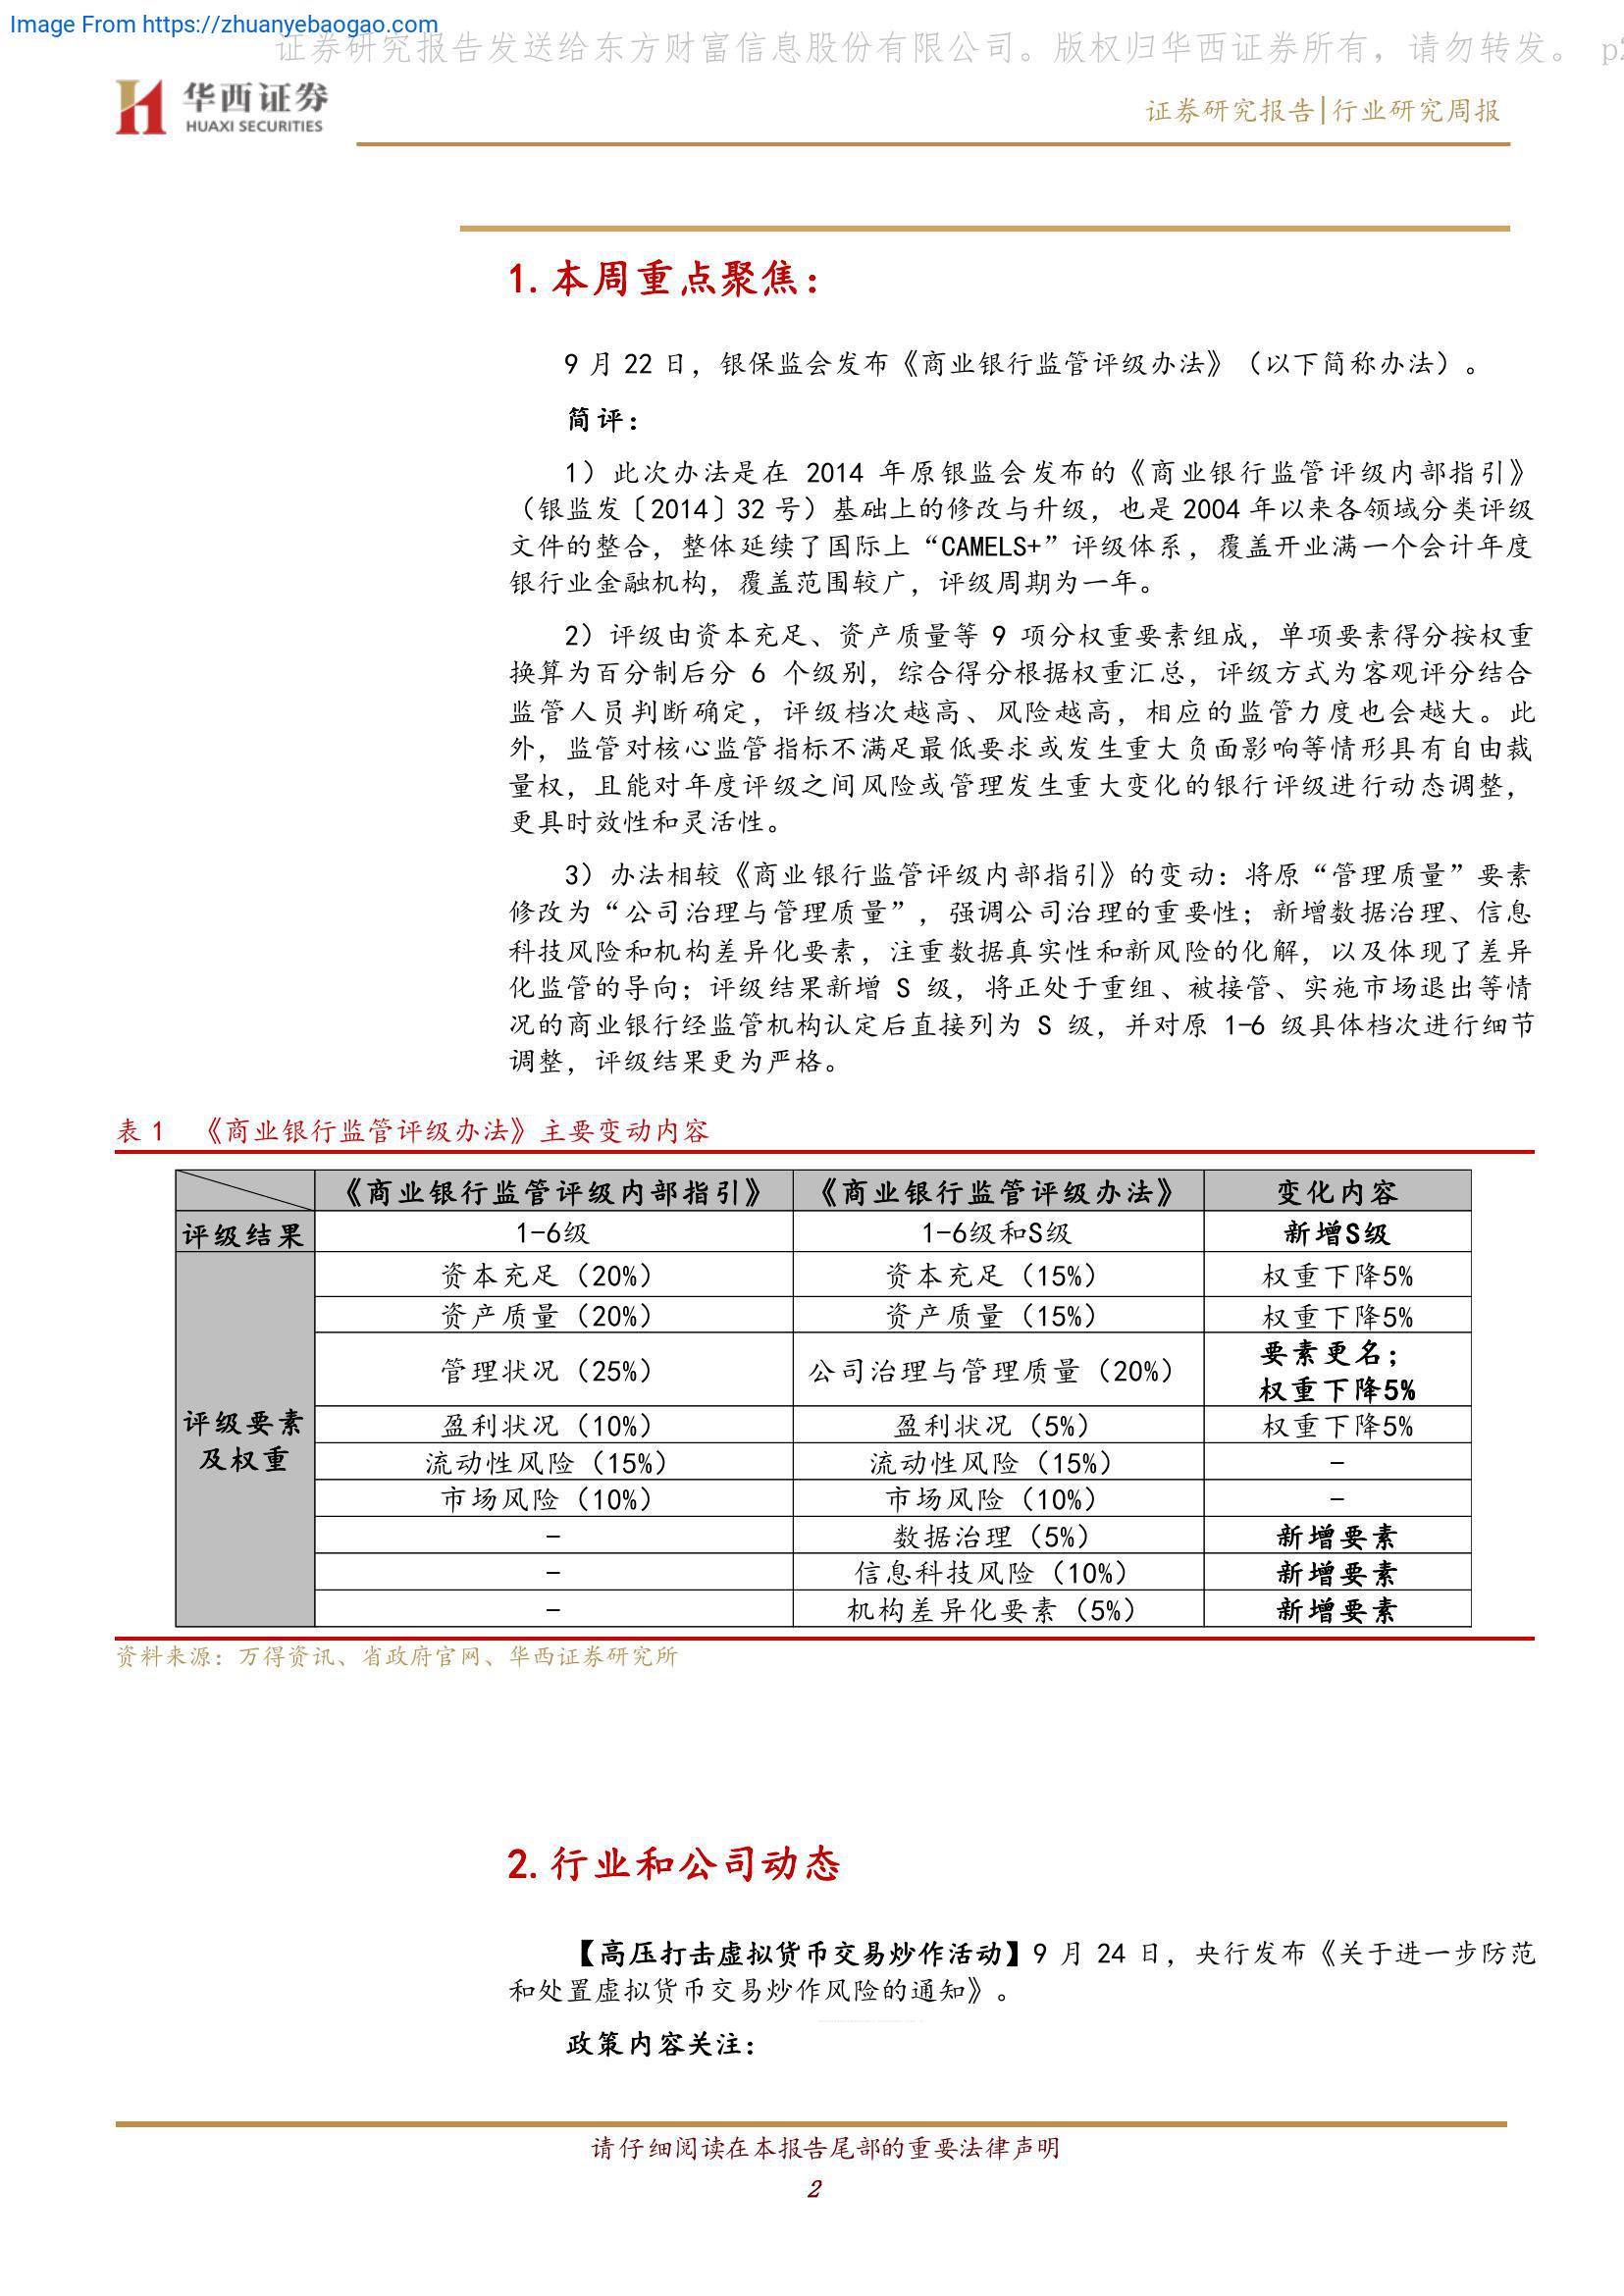 Image From https://zhuanyebaogao.com
证券研究报告发送给东方财富信息股份有限公司。版权归华西证券所有，请勿转发。 p2
华西证券
HUAXI SECURITIES
证券研究报告|行业研究周报
1.本周重点聚焦：
9 月 22 日，银保监会发布《商业银行监管评级办法》（以下简称办法）。
简评：
1）此次办法是在 2014 年原银监会发布的《商业银行监管评级内部指引》
（银监发〔2014〕32 号）基础上的修改与升级，也是 2004 年以来各领域分类评级
文件的整合，整体延续了国际上“CAMELS+”评级体系，覆盖开业满一个会计年度
银行业金融机构，覆盖范围较广，评级周期为一年。
2）评级由资本充足、资产质量等 9 项分权重要素组成，单项要素得分按权重
换算为百分制后分 6 个级别，综合得分根据权重汇总，评级方式为客观评分结合
监管人员判断确定，评级档次越高、风险越高，相应的监管力度也会越大。此
外，监管对核心监管指标不满足最低要求或发生重大负面影响等情形具有自由裁
量权，且能对年度评级之间风险或管理发生重大变化的银行评级进行动态调整，
更具时效性和灵活性。
3）办法相较《商业银行监管评级内部指引》的变动：将原“管理质量”要素
修改为“公司治理与管理质量”，强调公司治理的重要性；新增数据治理、信息
科技风险和机构差异化要素，注重数据真实性和新风险的化解，以及体现了差异
化监管的导向；评级结果新增 S 级，将正处于重组、被接管、实施市场退出等情
况的商业银行经监管机构认定后直接列为 S 级，并对原 1-6 级具体档次进行细节
调整，评级结果更为严格。
表 1 《商业银行监管评级办法》主要变动内容
《商业银行监管评级内部指引》 《商业银行监管评级办法》 变化内容
评级结果 1-6级 1-6级和S级 新增S级
资本充足（20%） 资本充足（15%） 权重下降5%
资产质量（20%） 资产质量（15%） 权重下降5%
管理状况（25%） 公司治理与管理质量（20%） 要素更名；
权重下降5%
评级要素
及权重
盈利状况（10%） 盈利状况（5%） 权重下降5%
流动性风险（15%） 流动性风险（15%） -
市场风险（10%） 市场风险（10%） -
- 数据治理（5%） 新增要素
- 信息科技风险（10%） 新增要素
- 机构差异化要素（5%） 新增要素
资料来源：万得资讯、省政府官网、华西证券研究所
2.行业和公司动态
【高压打击虚拟货币交易炒作活动】9 月 24 日，央行发布《关于进一步防范
和处置虚拟货币交易炒作风险的通知》。
政策内容关注：
请仔细阅读在本报告尾部的重要法律声明
2